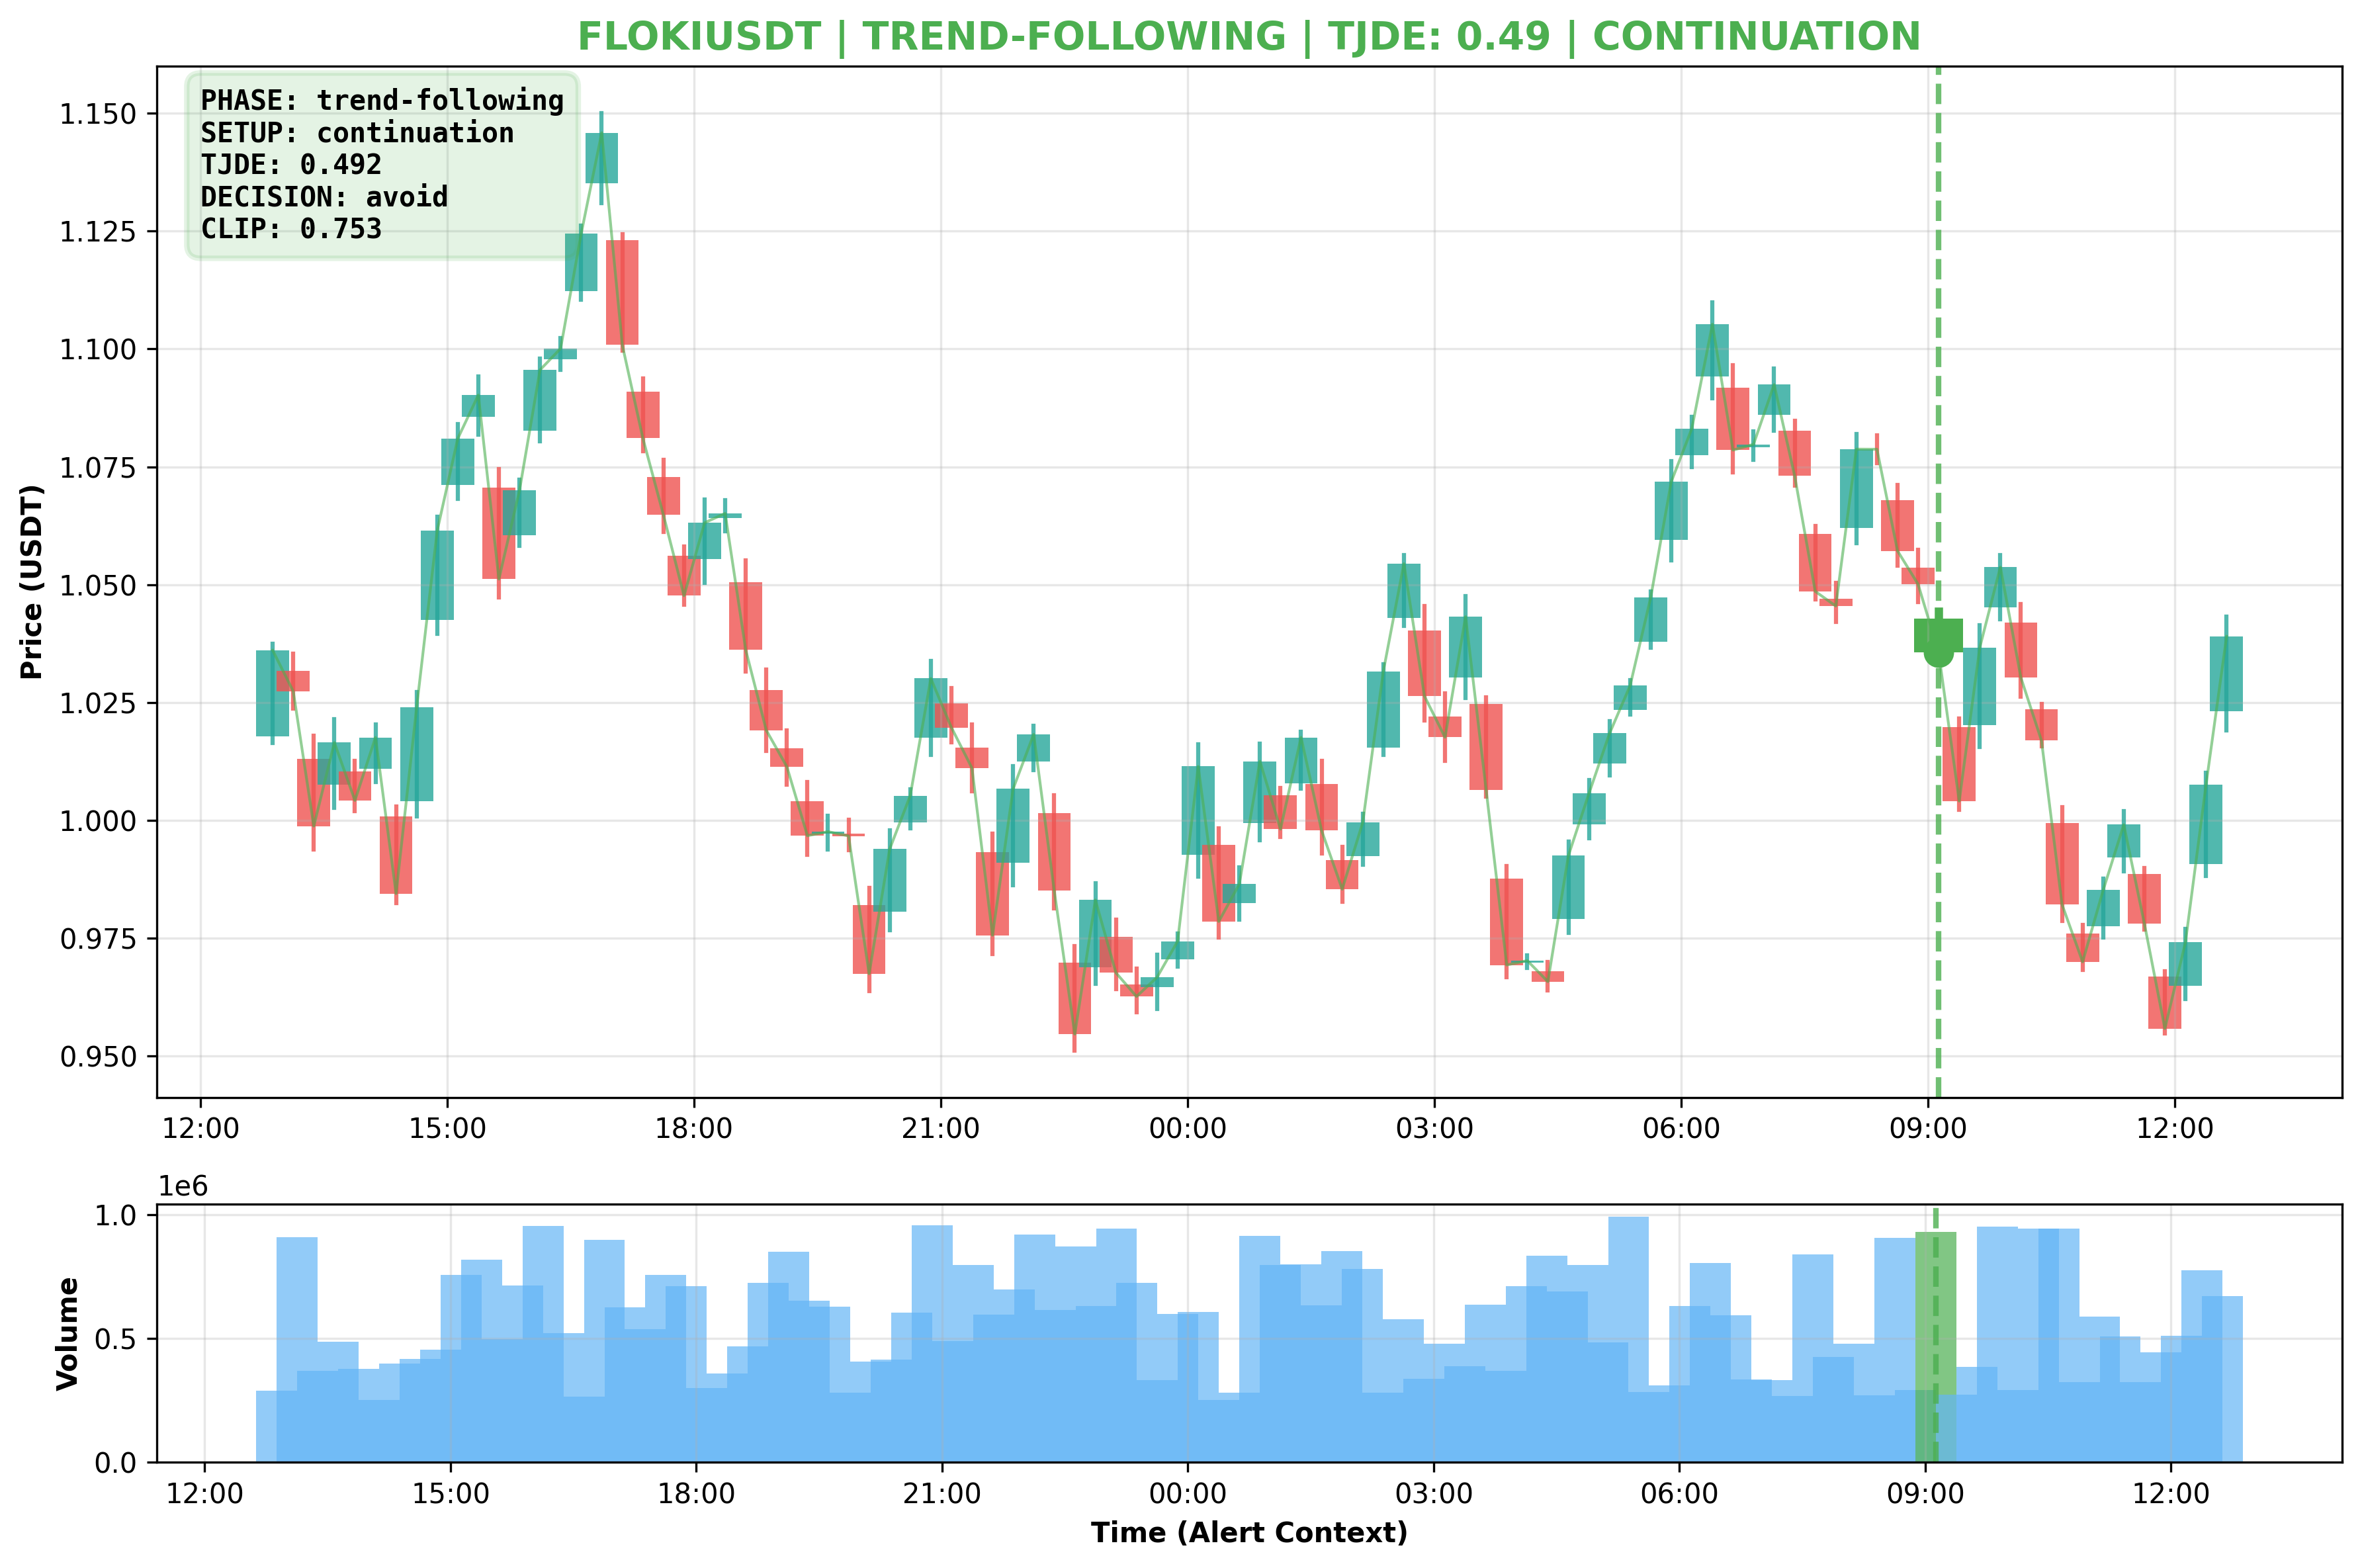 FLOKIUSDT | TREND-FOLLOWING | TJDE: 0.49 | CONTINUATION
PHASE: trend-following
SETUP: continuation
TJDE: 0.492
DECISION: avoid
CLIP: 0.753
Price (USDT)
1.150
1.125
1.100
1.075
1.050
1.025
1.000
0.975
0.950
12:00 15:00 18:00 21:00 00:00 03:00 06:00 09:00 12:00
1e6
Volume
1.0
0.5
0.0
12:00 15:00 18:00 21:00 00:00 03:00 06:00 09:00 12:00
Time (Alert Context)